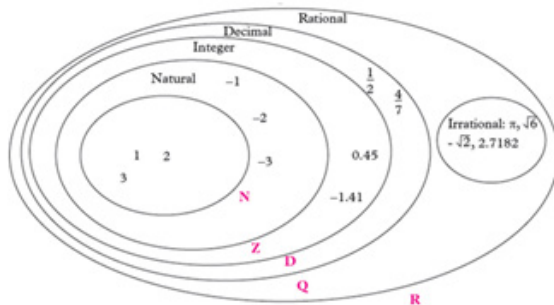 Rational
Decimal
Integer
Natural
–1
1/2
4/7
–2
Irrational: π, √6
- √2, 2.7182
1 2
–3
0.45
3
N
–1.41
Z
D
Q
R